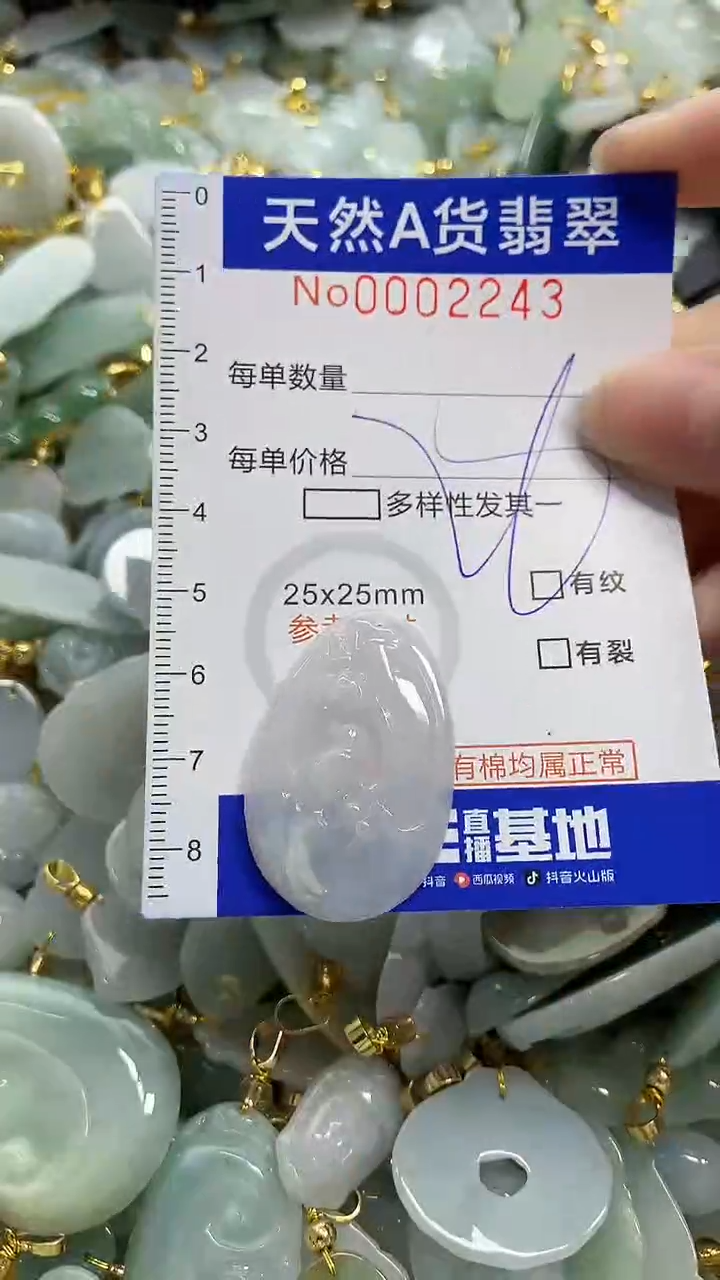 天然A货翡翠
No0002243
每单数量
每单价格
多样性发其一
25x25mm
有纹
有裂
有棉均属正常
直播基地
抖音 西瓜视频 抖音火山版
0
1
2
3
4
5
6
7
8